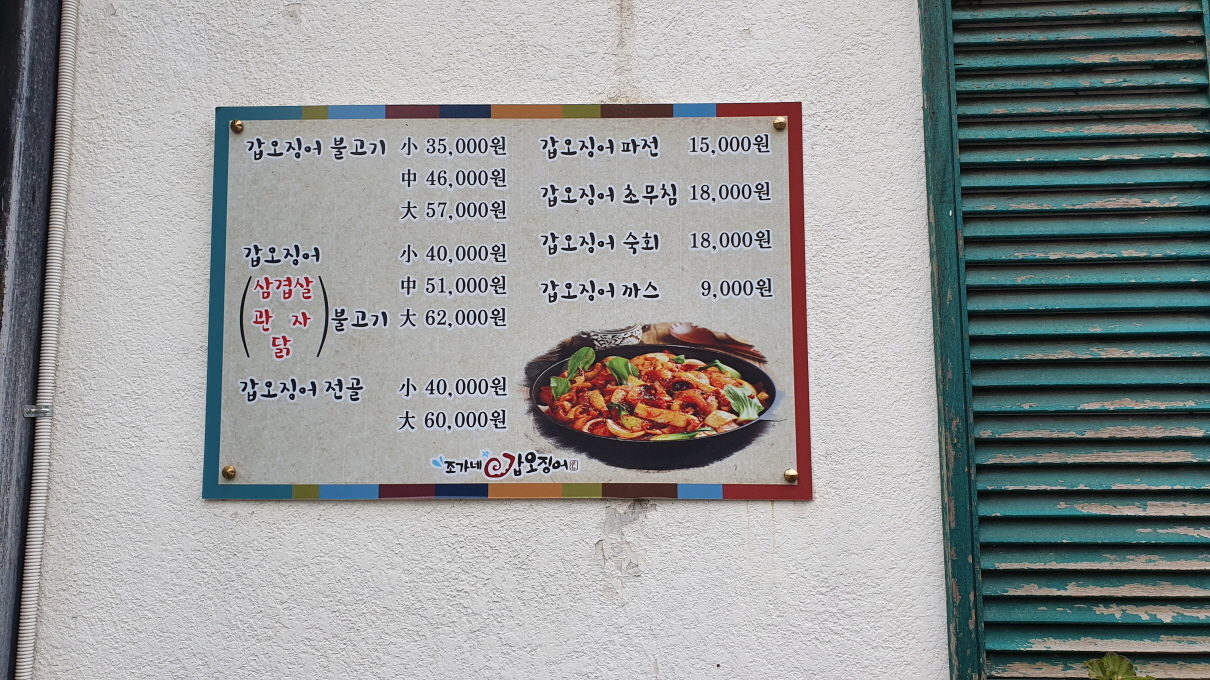 갑오징어 불고기 小 35,000원
中 46,000원
大 57,000원
갑오징어 小 40,000원
삼겹살 中 51,000원
관 자 불고기 大 62,000원
닭
갑오징어 전골 小 40,000원
大 60,000원
갑오징어 파전 15,000원
갑오징어 초무침 18,000원
갑오징어 숙회 18,000원
갑오징어 까스 9,000원
조가네 갑오징어